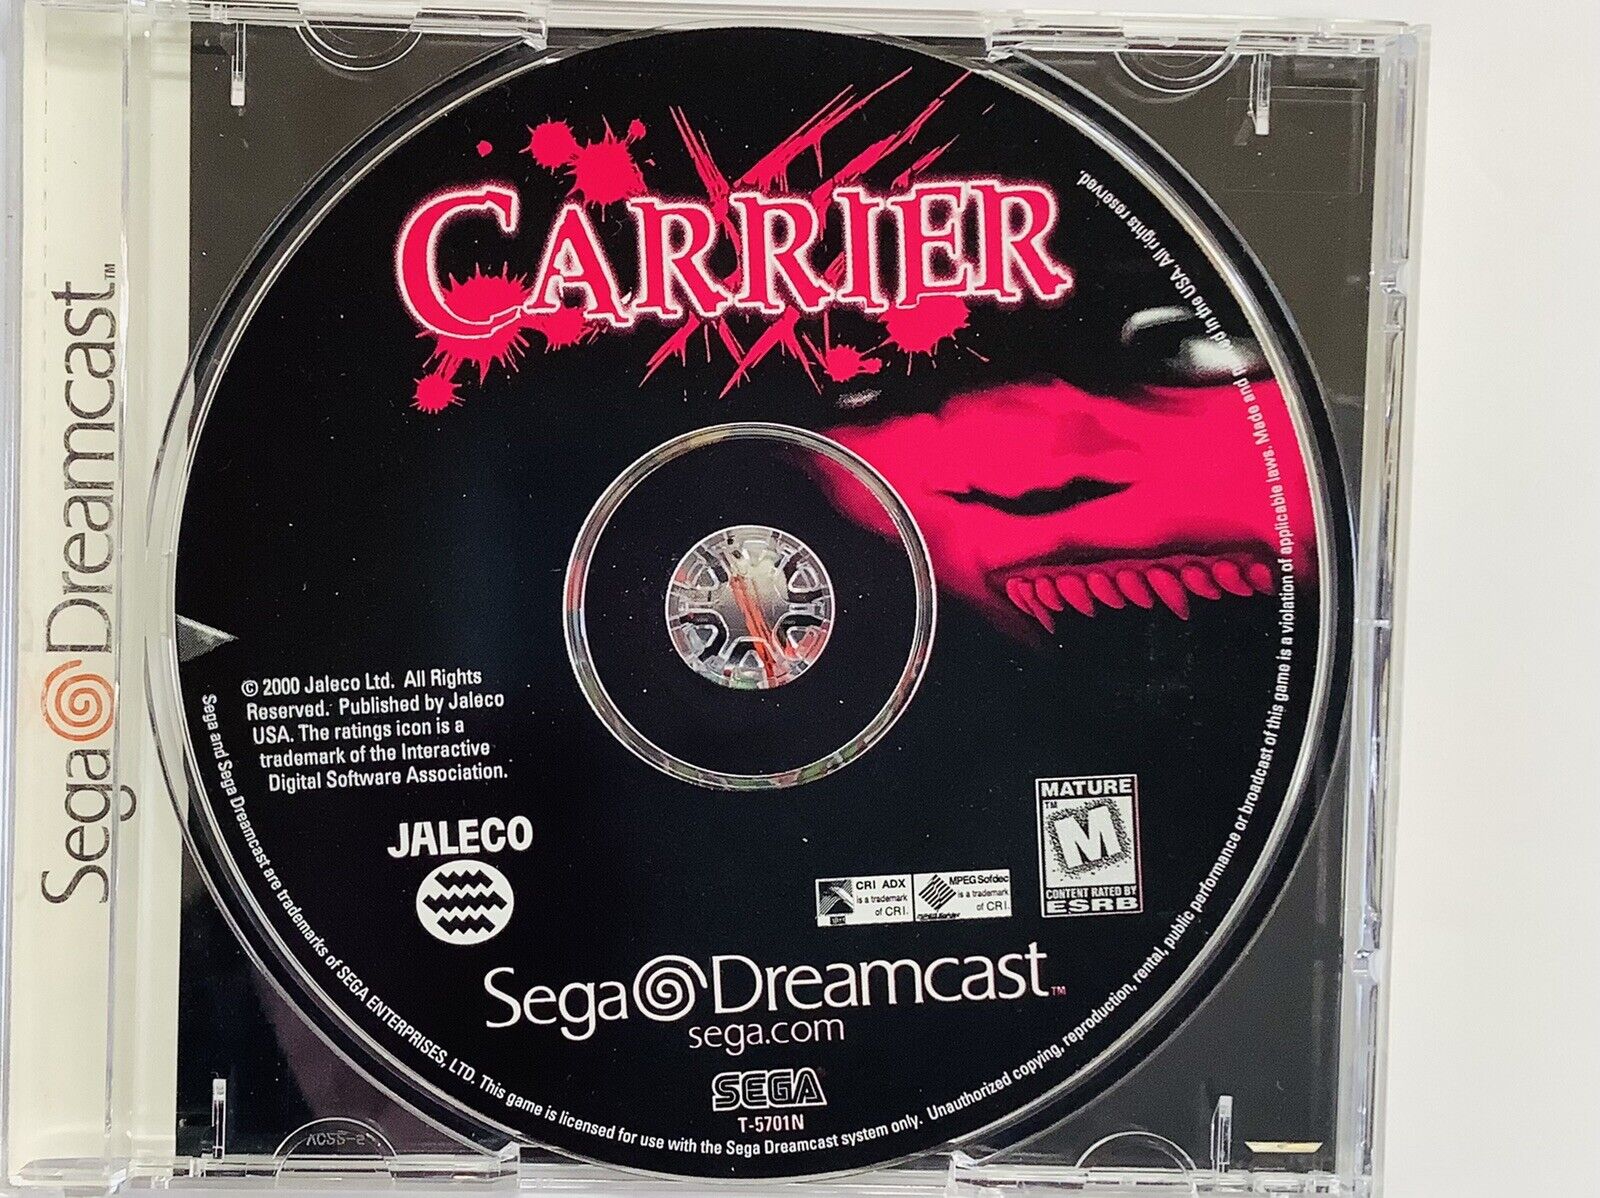 Sega Dreamcast™
CARRIER
© 2000 Jaleco Ltd. All Rights
Reserved. Published by Jaleco
USA. The ratings icon is a
trademark of the Interactive
Digital Software Association.
JALECO
CRI ADX
is a trademark
of CRI.
MPEG Sofdec
is a trademark
of CRI.
MATURE
TM
M
CONTENT RATED BY
ESRB
Sega Dreamcast™
sega.com
SEGA
T-5701N
Sega and Sega Dreamcast are trademarks of SEGA ENTERPRISES, LTD. This game is licensed for use with the Sega Dreamcast system only. Unauthorized copying, reproduction, rental, public performance or broadcast of this game is a violation of applicable laws. Made and in the USA. All rights reserved.